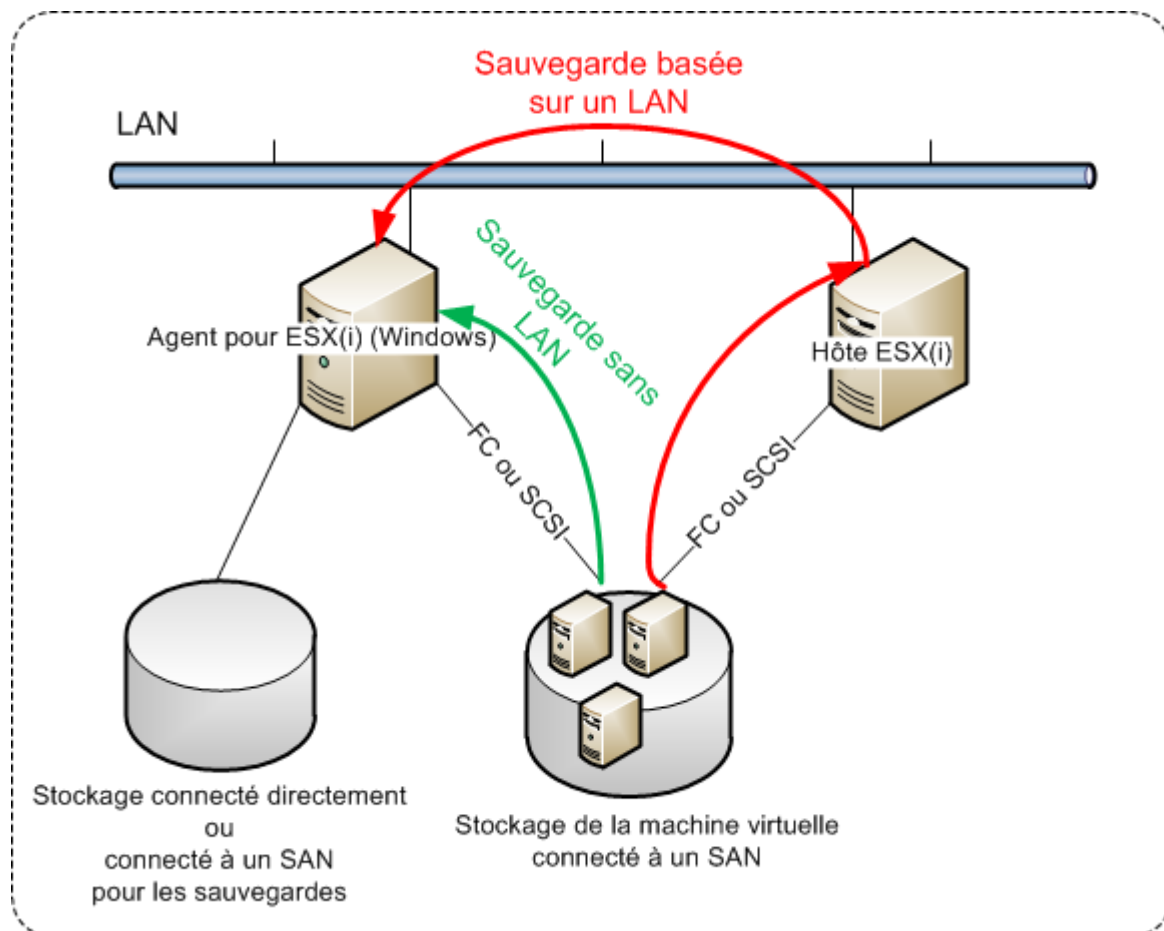 Sauvegarde basée
sur un LAN
LAN
Sauvegarde sans
LAN
Agent pour ESX(i) (Windows)
Hôte ESX(i)
FC ou SCSI
FC ou SCSI
Stockage connecté directement
ou
connecté à un SAN
pour les sauvegardes
Stockage de la machine virtuelle
connecté à un SAN